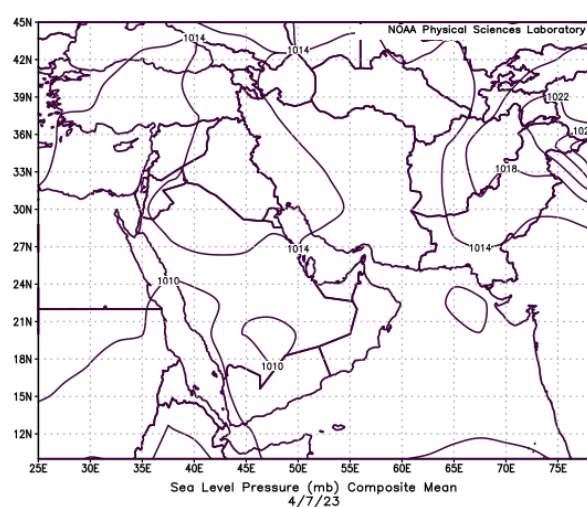 NOAA Physical Sciences Laboratory
45N
42N
39N
36N
33N
30N
27N
24N
21N
18N
15N
12N
1014
1014
1022
1018
1014
1014
1010
1010
25E 30E 35E 40E 45E 50E 55E 60E 65E 70E 75E
Sea Level Pressure (mb) Composite Mean
4/7/23